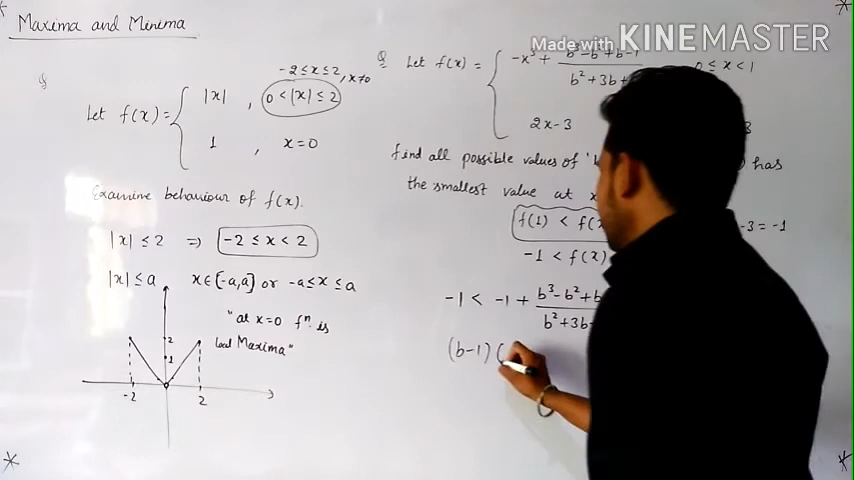 Maxima and Minima
Made with KINEMASTER
Q
-2≤x≤2, x≠0
Let f(x) = { |x| , 0<|x|≤2
1 , x=0
Examine behaviour of f(x).
|x|≤2 => -2≤x<2
|x|≤a x∈[-a,a] or -a≤x≤a
"at x=0 fⁿ is
local Maxima"
2
1
-2 2
Q Let f(x) = { -x³ + (b³-b²+b-1)/(b²+3b+ 0≤x<1
2x-3 3
find all possible values of 'b has
the smallest value at x
f(1) < f(x -3 = -1
-1 < f(x)
-1 < -1 + (b³-b²+b)/(b²+3b
(b-1) (